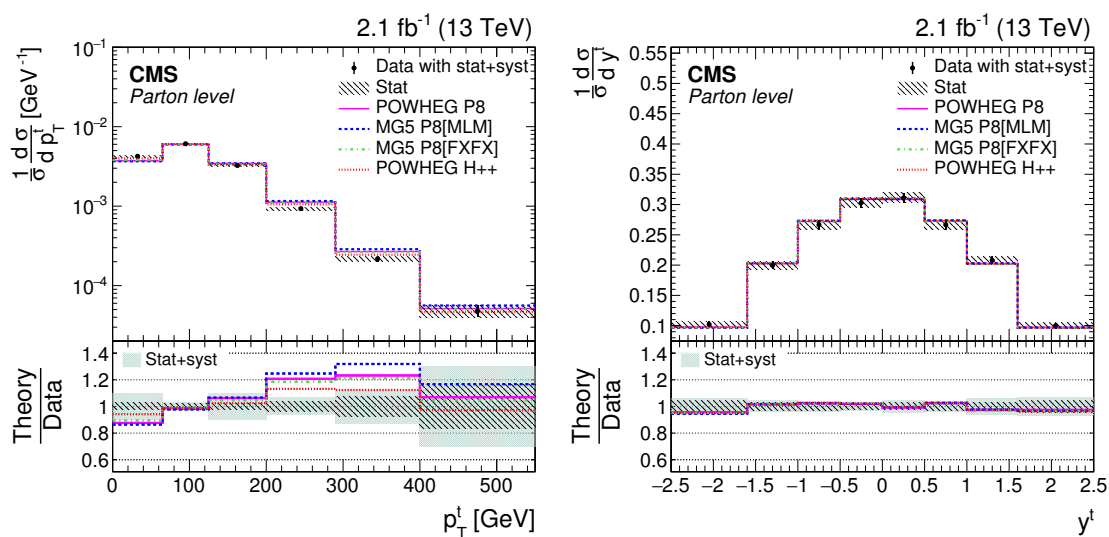 2.1 fb⁻¹ (13 TeV)
CMS
Parton level
Data with stat+syst
Stat
POWHEG P8
MG5 P8[MLM]
MG5 P8[FXFX]
POWHEG H++
1/σ dσ/dp_T^t [GeV⁻¹]
10⁻¹
10⁻²
10⁻³
10⁻⁴
Stat+syst
Theory
Data
1.4
1.2
1
0.8
0.6
0 100 200 300 400 500
p_T^t [GeV]
2.1 fb⁻¹ (13 TeV)
CMS
Parton level
Data with stat+syst
Stat
POWHEG P8
MG5 P8[MLM]
MG5 P8[FXFX]
POWHEG H++
1/σ dσ/dy^t
0.55
0.5
0.45
0.4
0.35
0.3
0.25
0.2
0.15
0.1
Stat+syst
Theory
Data
1.4
1.2
1
0.8
0.6
−2.5 −2 −1.5 −1 −0.5 0 0.5 1 1.5 2 2.5
y^t